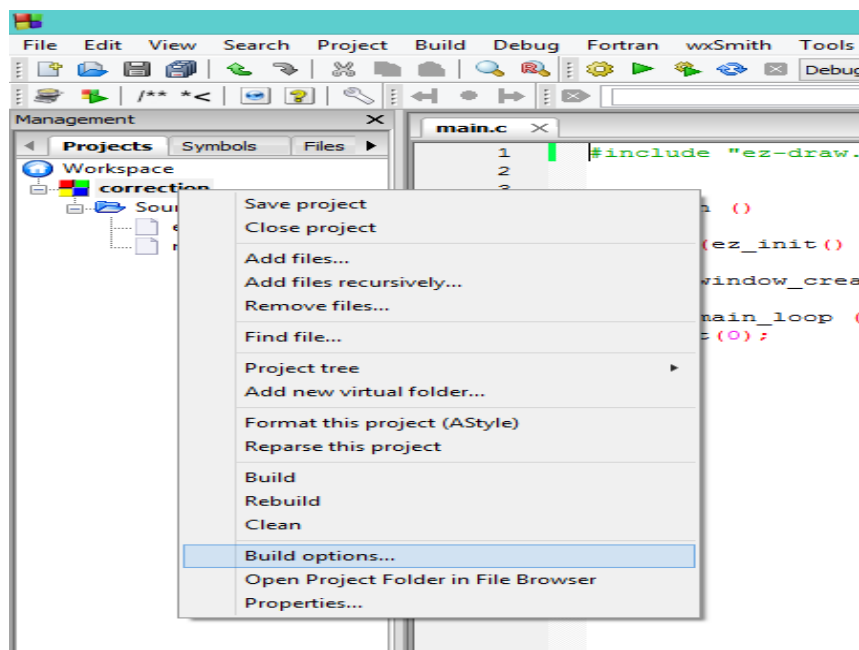 File Edit View Search Project Build Debug Fortran wxSmith Tools
Debug
/** *<
Management
Projects Symbols Files
main.c
Workspace
correction
Sour
1 #include "ez-draw.
2
3
n ()
(ez_init()
window_crea
main_loop (
(0);
Save project
Close project
Add files...
Add files recursively...
Remove files...
Find file...
Project tree
Add new virtual folder...
Format this project (AStyle)
Reparse this project
Build
Rebuild
Clean
Build options...
Open Project Folder in File Browser
Properties...